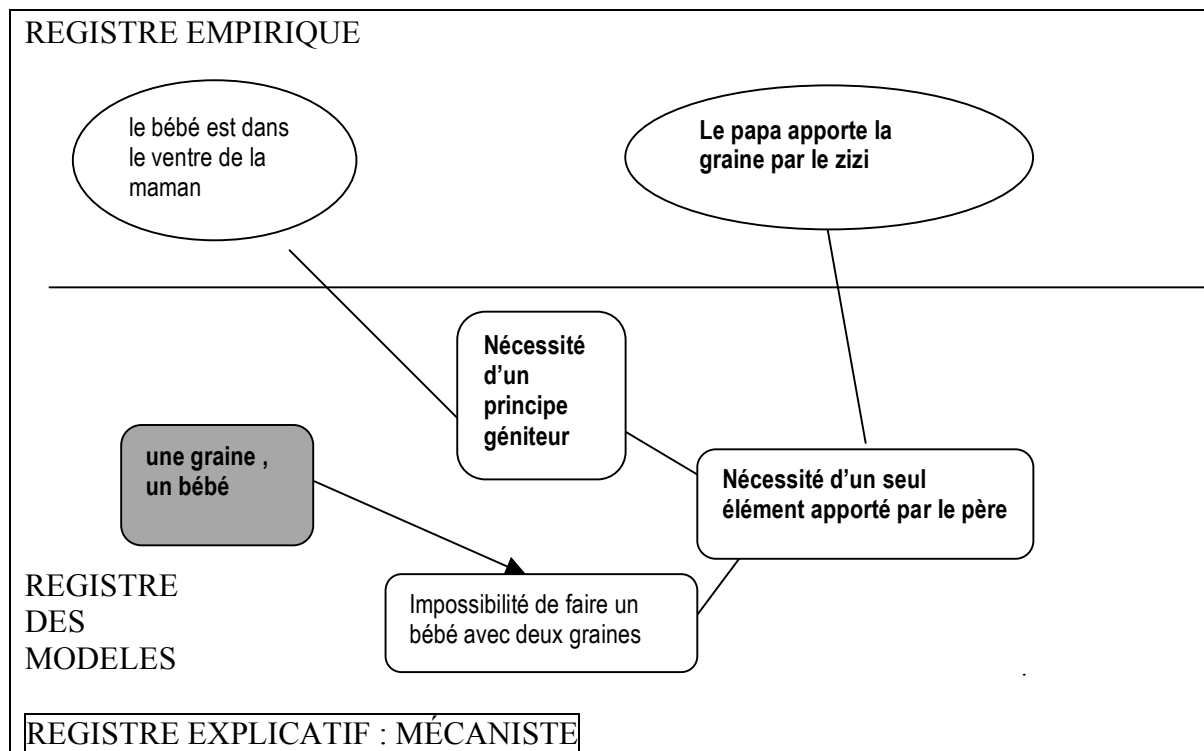 REGISTRE EMPIRIQUE
le bébé est dans
le ventre de la
maman
Le papa apporte la
graine par le zizi
Nécessité
d’un
principe
géniteur
une graine ,
un bébé
Nécessité d’un seul
élément apporté par le père
Impossibilité de faire un
bébé avec deux graines
REGISTRE
DES
MODELES
REGISTRE EXPLICATIF : MÉCANISTE